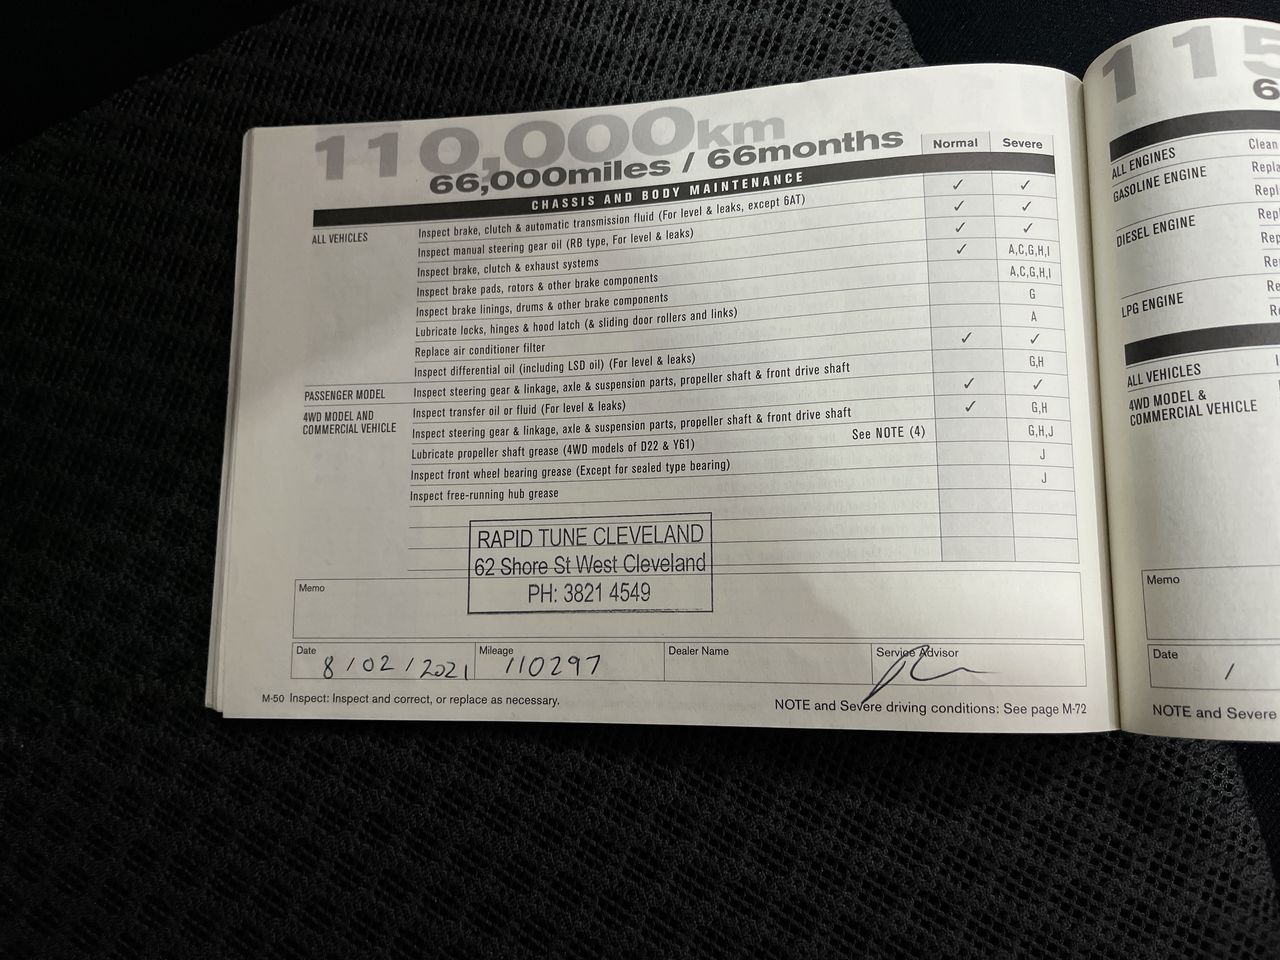 110,000km
66,000miles / 66months
Normal Severe
CHASSIS AND BODY MAINTENANCE ✓ ✓
ALL VEHICLES Inspect brake, clutch & automatic transmission fluid (For level & leaks, except 6AT) ✓ ✓
Inspect manual steering gear oil (RB type, For level & leaks) ✓ ✓
Inspect brake, clutch & exhaust systems ✓ A,C,G,H,I
Inspect brake pads, rotors & other brake components A,C,G,H,I
Inspect brake linings, drums & other brake components G
Lubricate locks, hinges & hood latch (& sliding door rollers and links) A
Replace air conditioner filter ✓ ✓
Inspect differential oil (including LSD oil) (For level & leaks) G,H
PASSENGER MODEL Inspect steering gear & linkage, axle & suspension parts, propeller shaft & front drive shaft ✓ ✓
4WD MODEL AND Inspect transfer oil or fluid (For level & leaks) ✓ G,H
COMMERCIAL VEHICLE Inspect steering gear & linkage, axle & suspension parts, propeller shaft & front drive shaft G,H,J
Lubricate propeller shaft grease (4WD models of D22 & Y61) See NOTE (4) J
Inspect front wheel bearing grease (Except for sealed type bearing) J
Inspect free-running hub grease
RAPID TUNE CLEVELAND
62 Shore St West Cleveland
PH: 3821 4549
Memo
Date Mileage Dealer Name Service Advisor
8/02/2021 110297
M-50 Inspect: Inspect and correct, or replace as necessary. NOTE and Severe driving conditions: See page M-72
115
6
ALL ENGINES Clean
GASOLINE ENGINE Repla
Repl
DIESEL ENGINE Rep
Rep
Re
LPG ENGINE Re
R
ALL VEHICLES I
4WD MODEL &
COMMERCIAL VEHICLE
Memo
Date
/
NOTE and Severe